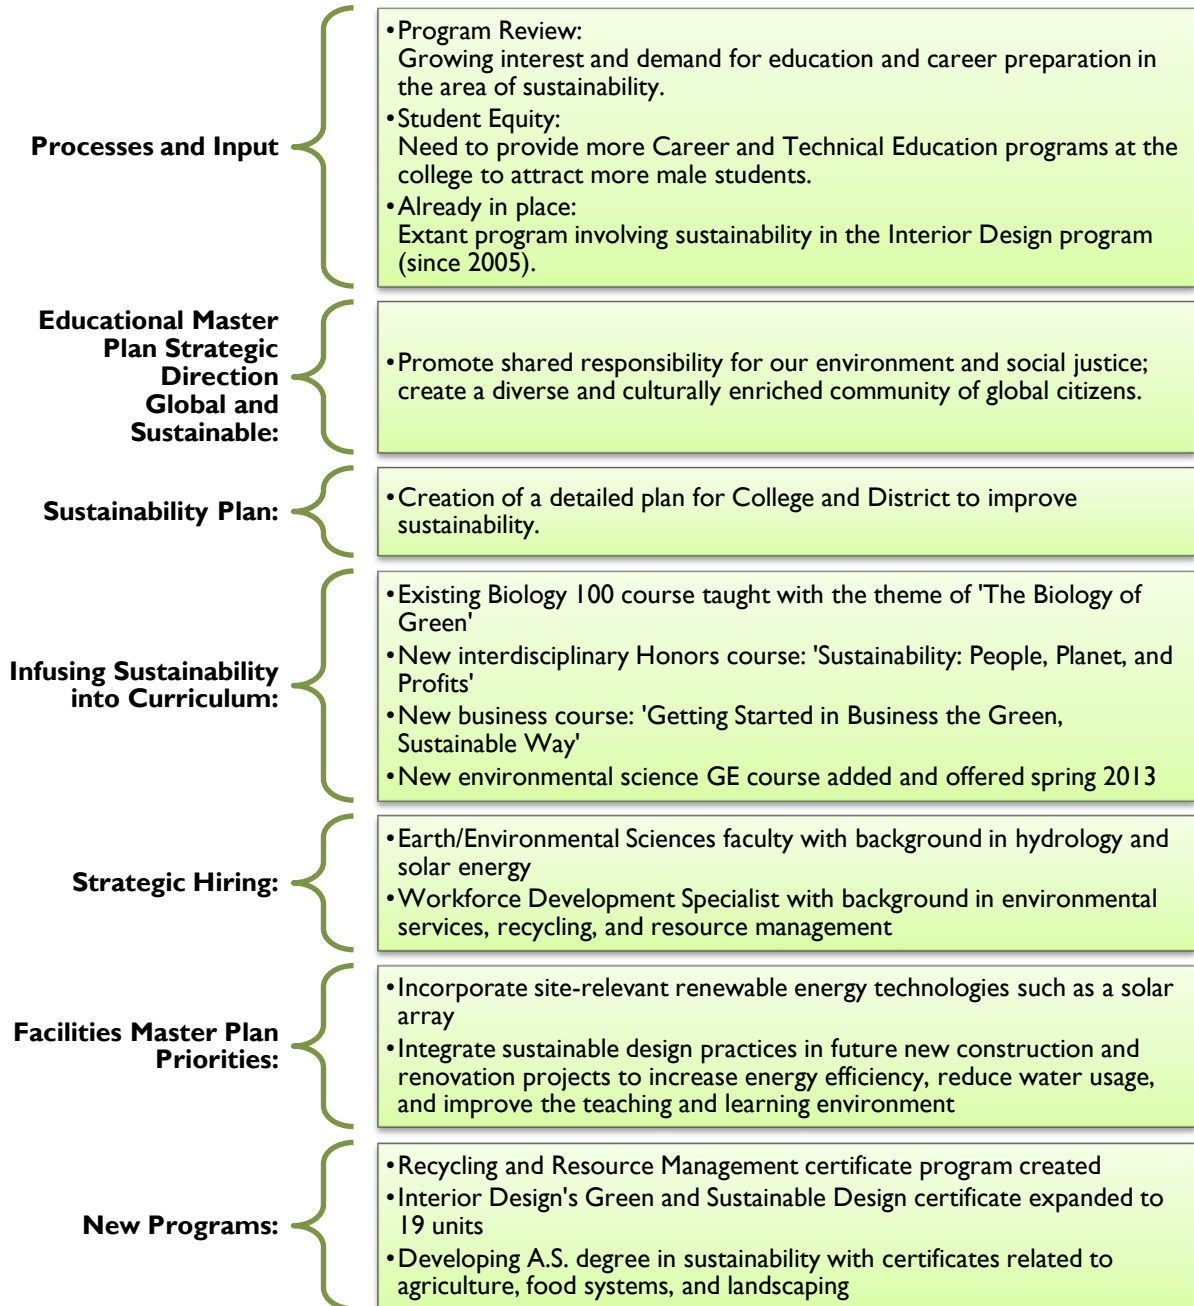 Processes and Input
•Program Review:
Growing interest and demand for education and career preparation in
the area of sustainability.
•Student Equity:
Need to provide more Career and Technical Education programs at the
college to attract more male students.
•Already in place:
Extant program involving sustainability in the Interior Design program
(since 2005).
Educational Master
Plan Strategic
Direction
Global and
Sustainable:
•Promote shared responsibility for our environment and social justice;
create a diverse and culturally enriched community of global citizens.
Sustainability Plan:
•Creation of a detailed plan for College and District to improve
sustainability.
Infusing Sustainability
into Curriculum:
•Existing Biology 100 course taught with the theme of 'The Biology of
Green'
•New interdisciplinary Honors course: 'Sustainability: People, Planet, and
Profits'
•New business course: 'Getting Started in Business the Green,
Sustainable Way'
•New environmental science GE course added and offered spring 2013
Strategic Hiring:
•Earth/Environmental Sciences faculty with background in hydrology and
solar energy
•Workforce Development Specialist with background in environmental
services, recycling, and resource management
Facilities Master Plan
Priorities:
•Incorporate site-relevant renewable energy technologies such as a solar
array
•Integrate sustainable design practices in future new construction and
renovation projects to increase energy efficiency, reduce water usage,
and improve the teaching and learning environment
New Programs:
•Recycling and Resource Management certificate program created
•Interior Design's Green and Sustainable Design certificate expanded to
19 units
•Developing A.S. degree in sustainability with certificates related to
agriculture, food systems, and landscaping